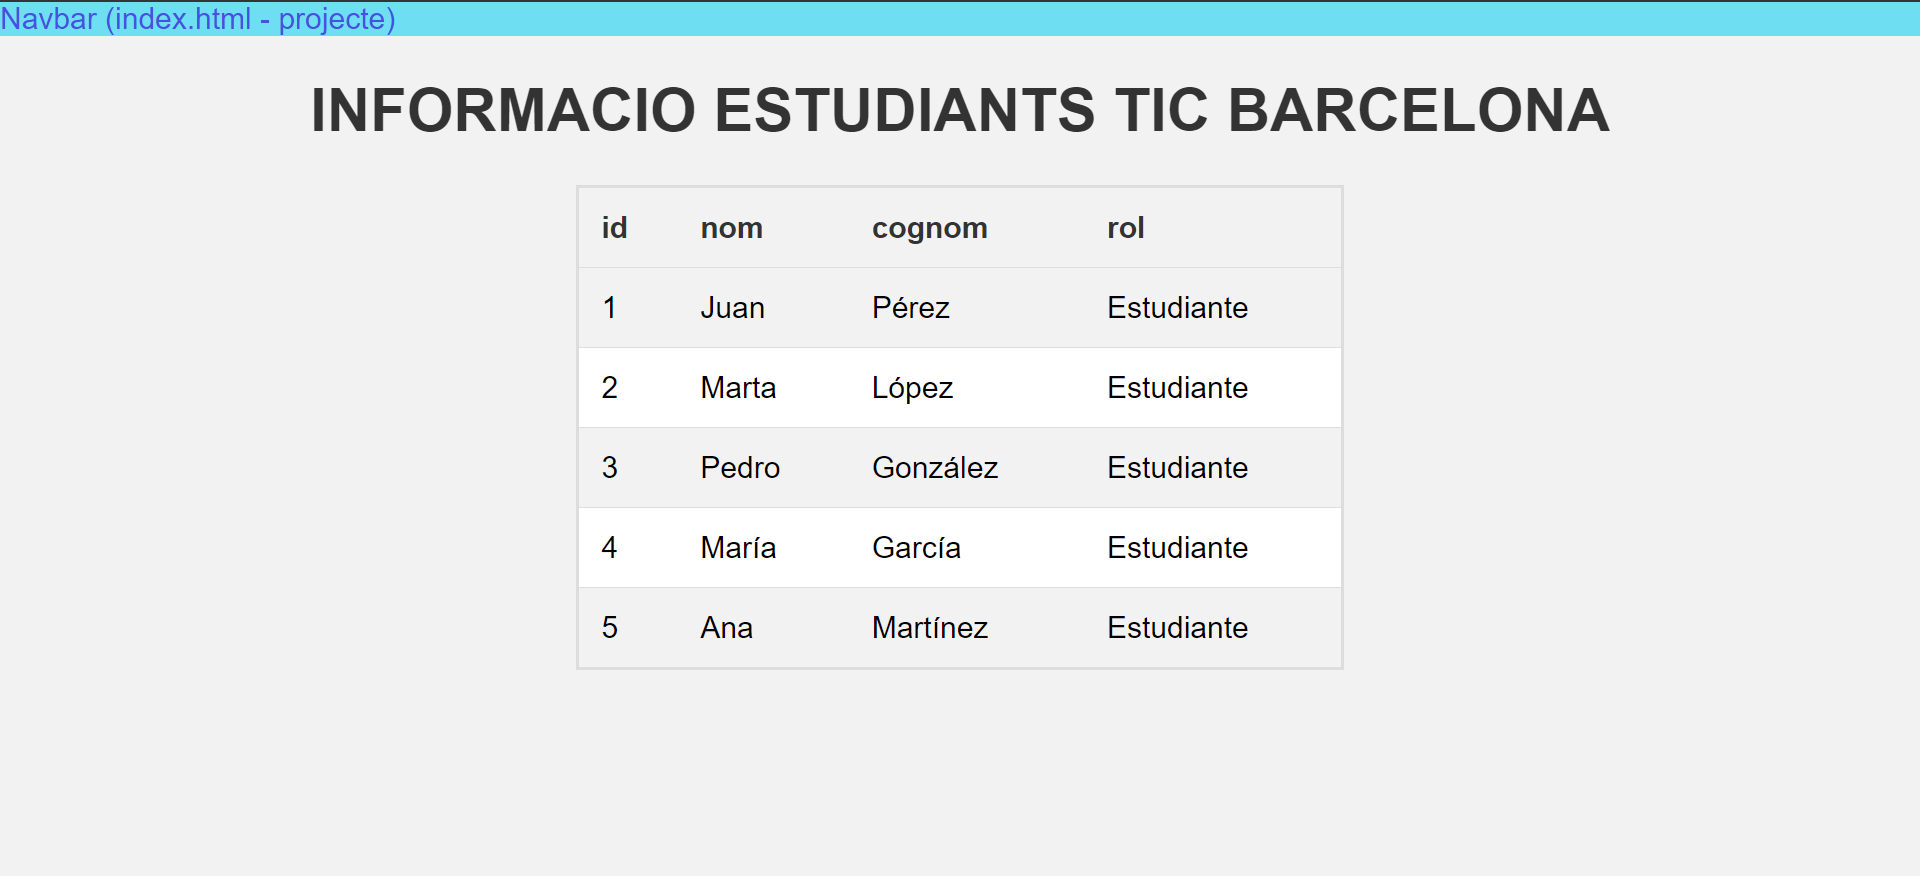 Navbar (index.html - projecte)
INFORMACIO ESTUDIANTS TIC BARCELONA
id nom cognom rol
1 Juan Pérez Estudiante
2 Marta López Estudiante
3 Pedro González Estudiante
4 María García Estudiante
5 Ana Martínez Estudiante